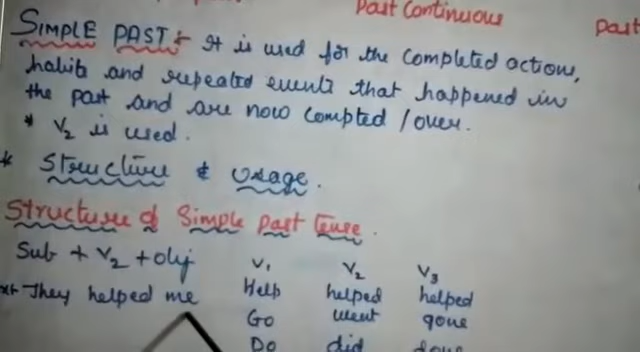 Past Continuous
Past
SIMPLE PAST :- It is used for the completed action,
habits and repeated events that happened in
the past and are now compted / over.
* V2 is used.
* Structure & usage.
Structure of Simple Past Tense.
Sub + V2 + obj
V1 V2 V3
They helped me
Help helped helped
Go went gone
Do did done